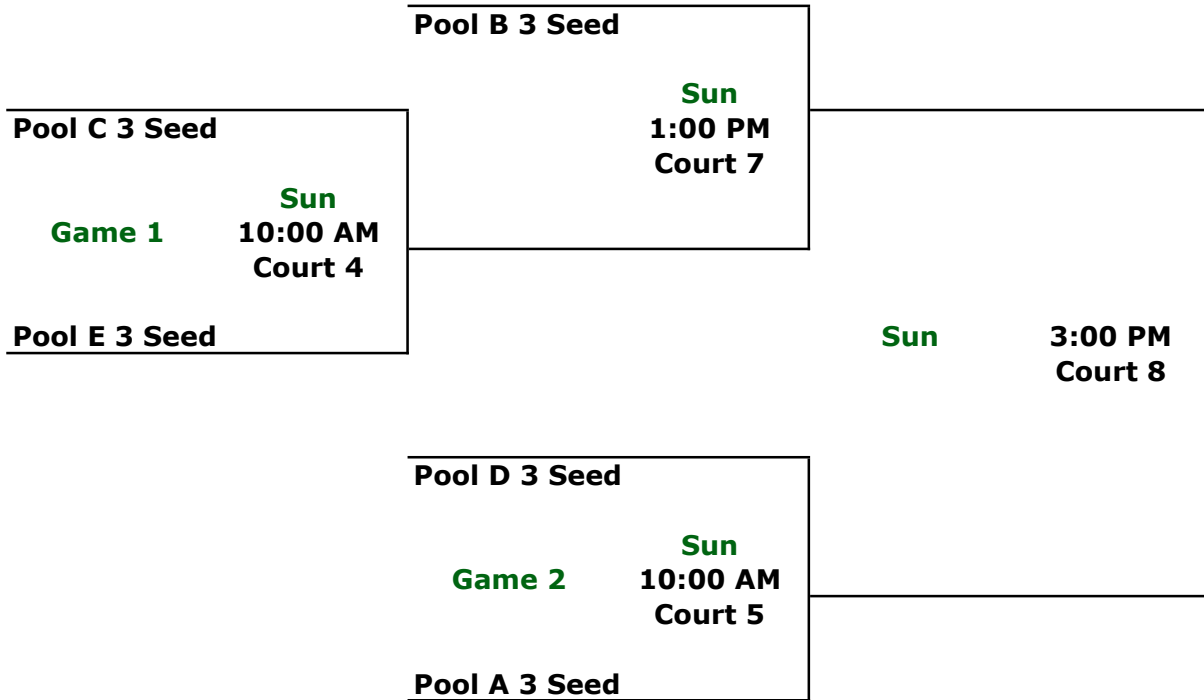 Pool B 3 Seed
Sun
1:00 PM
Court 7
Pool C 3 Seed
Sun
Game 1 10:00 AM
Court 4
Pool E 3 Seed
Sun 3:00 PM
Court 8
Pool D 3 Seed
Sun
Game 2 10:00 AM
Court 5
Pool A 3 Seed